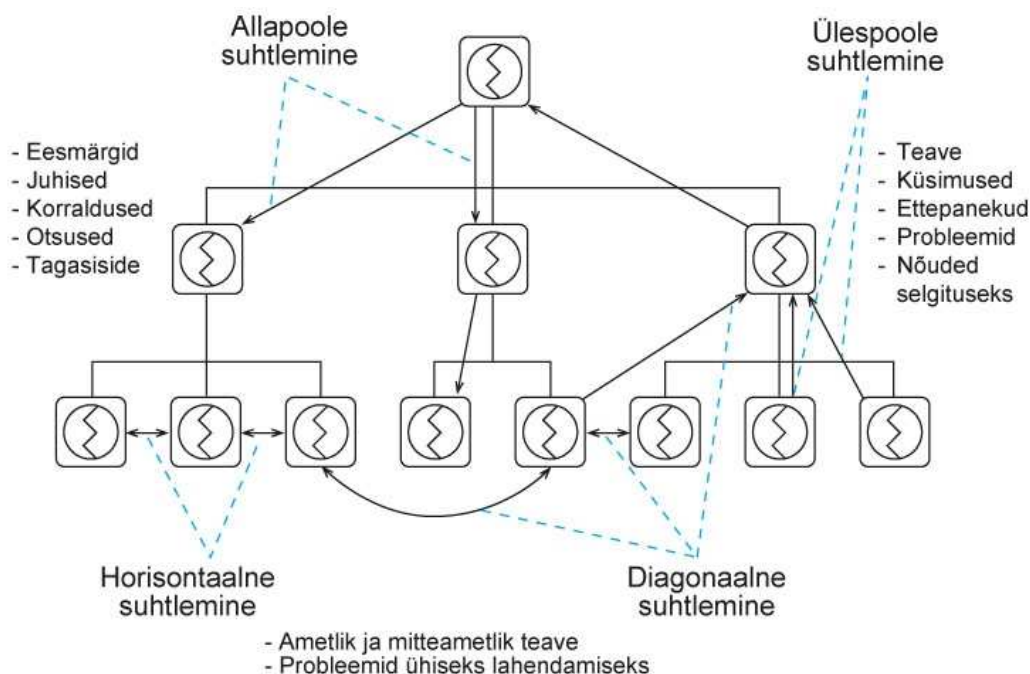 Allapoole
suhtlemine
Ülespoole
suhtlemine
- Eesmärgid
- Juhised
- Korraldused
- Otsused
- Tagasiside
- Teave
- Küsimused
- Ettepanekud
- Probleemid
- Nõuded
selgituseks
Horisontaalne
suhtlemine
Diagonaalne
suhtlemine
- Ametlik ja mitteametlik teave
- Probleemid ühiseks lahendamiseks